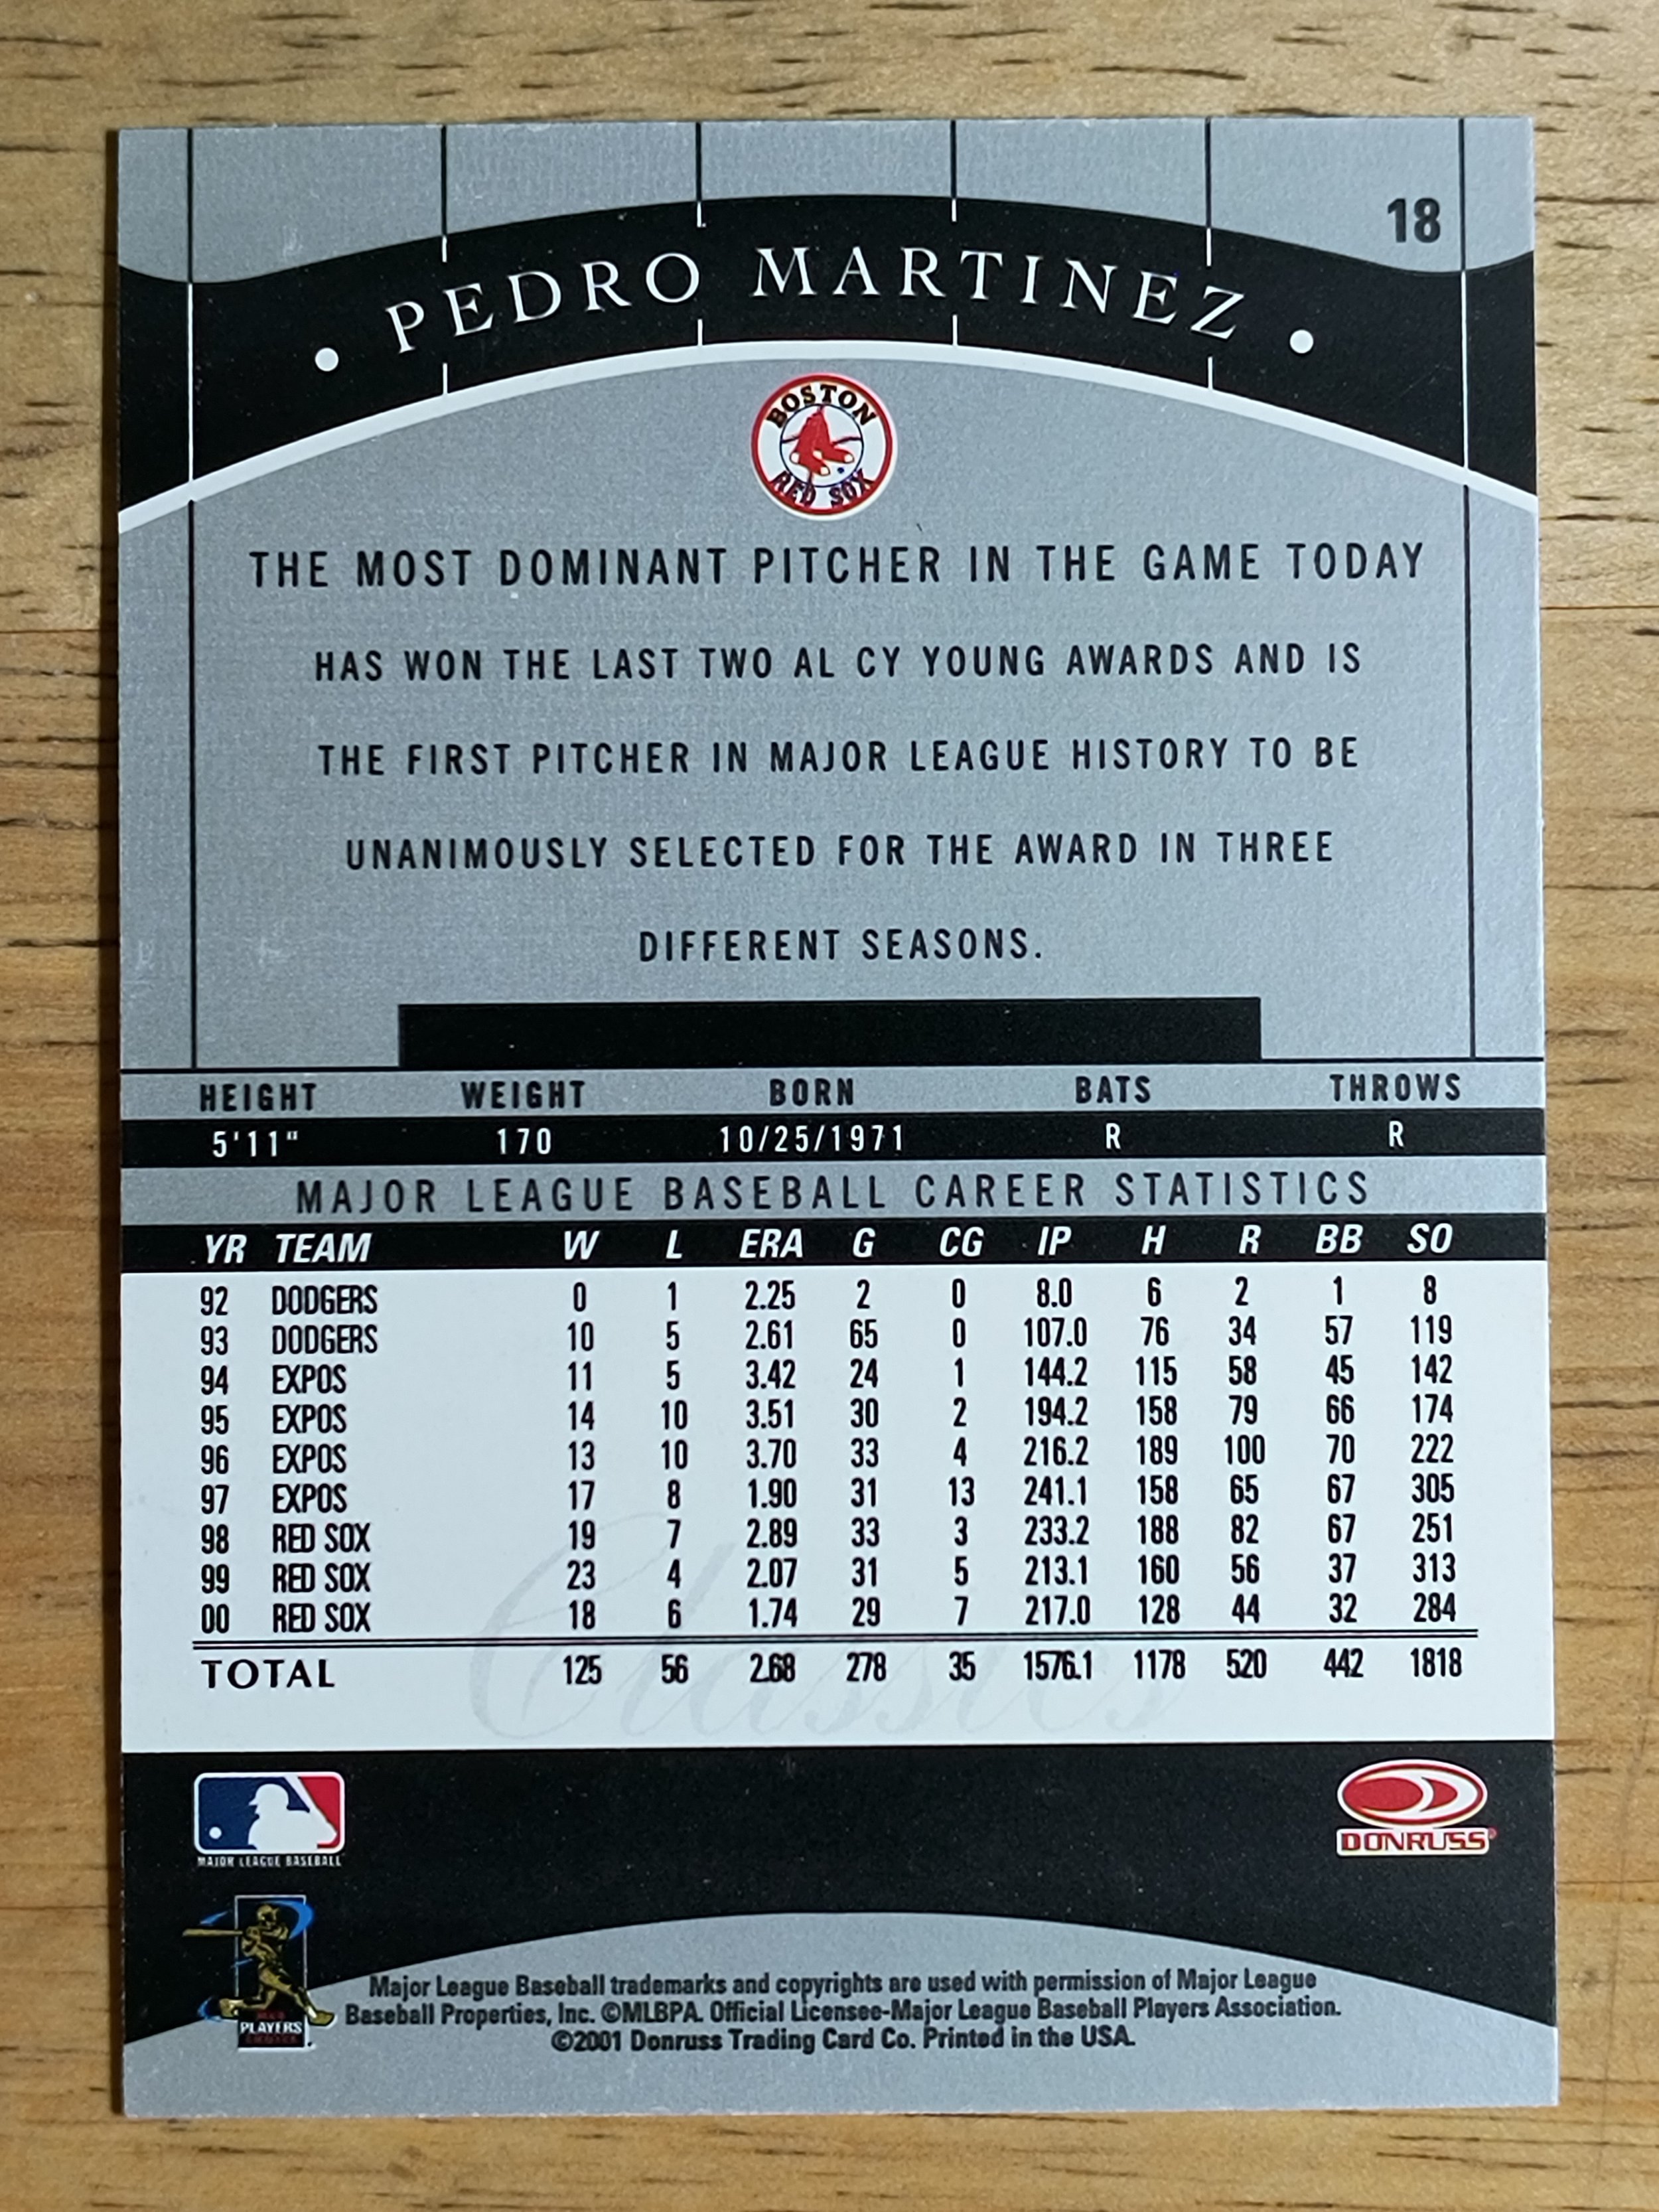 18
• PEDRO MARTINEZ •
BOSTON
RED SOX
THE MOST DOMINANT PITCHER IN THE GAME TODAY
HAS WON THE LAST TWO AL CY YOUNG AWARDS AND IS
THE FIRST PITCHER IN MAJOR LEAGUE HISTORY TO BE
UNANIMOUSLY SELECTED FOR THE AWARD IN THREE
DIFFERENT SEASONS.
HEIGHT WEIGHT BORN BATS THROWS
5'11" 170 10/25/1971 R R
MAJOR LEAGUE BASEBALL CAREER STATISTICS
YR TEAM W L ERA G CG IP H R BB SO
92 DODGERS 0 1 2.25 2 0 8.0 6 2 1 8
93 DODGERS 10 5 2.61 65 0 107.0 76 34 57 119
94 EXPOS 11 5 3.42 24 1 144.2 115 58 45 142
95 EXPOS 14 10 3.51 30 2 194.2 158 79 66 174
96 EXPOS 13 10 3.70 33 4 216.2 189 100 70 222
97 EXPOS 17 8 1.90 31 13 241.1 158 65 67 305
98 RED SOX 19 7 2.89 33 3 233.2 188 82 67 251
99 RED SOX 23 4 2.07 31 5 213.1 160 56 37 313
00 RED SOX 18 6 1.74 29 7 217.0 128 44 32 284
TOTAL 125 56 2.68 278 35 1576.1 1178 520 442 1818
Classics
MAJOR LEAGUE BASEBALL
DONRUSS®
PLAYERS
CHOICE
Major League Baseball trademarks and copyrights are used with permission of Major League
Baseball Properties, Inc. ©MLBPA. Official Licensee-Major League Baseball Players Association.
©2001 Donruss Trading Card Co. Printed in the USA.